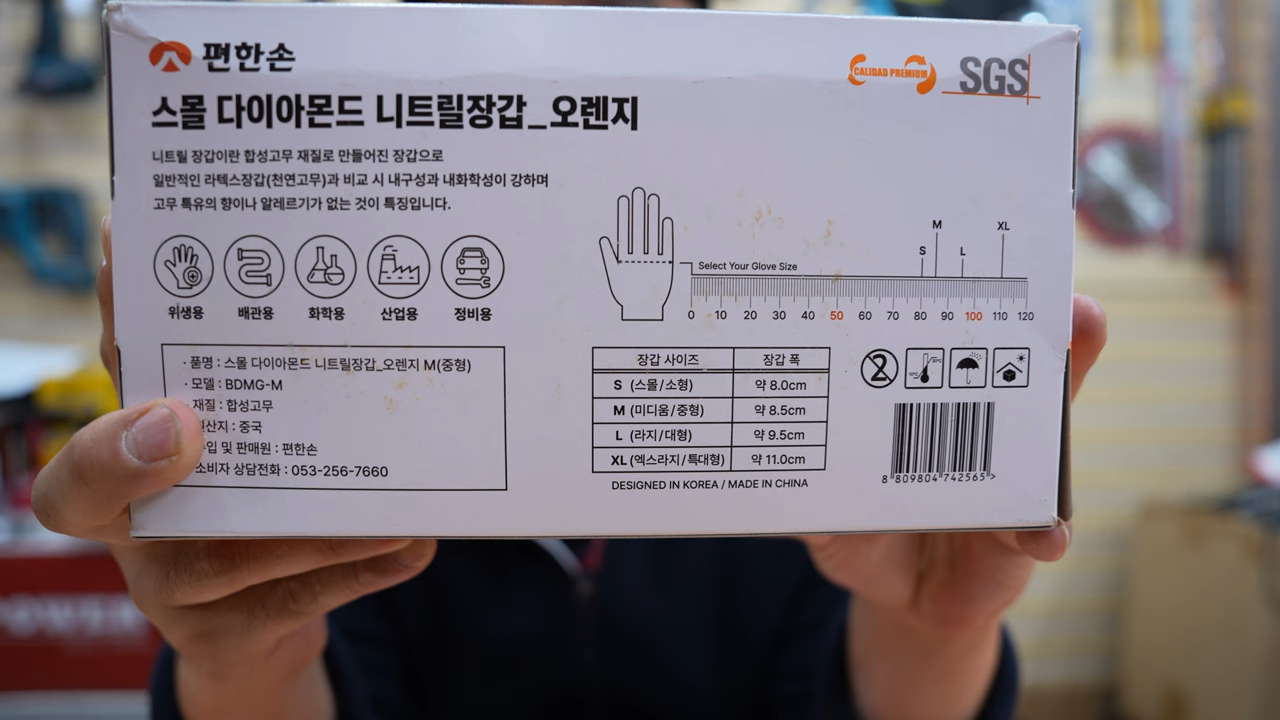 편한손
CALIDAD PREMIUM
SGS
스몰 다이아몬드 니트릴장갑_오렌지
니트릴 장갑이란 합성고무 재질로 만들어진 장갑으로
일반적인 라텍스장갑(천연고무)과 비교 시 내구성과 내화학성이 강하며
고무 특유의 향이나 알레르기가 없는 것이 특징입니다.
위생용 배관용 화학용 산업용 정비용
Select Your Glove Size
S M L XL
0 10 20 30 40 50 60 70 80 90 100 110 120
· 품명 : 스몰 다이아몬드 니트릴장갑_오렌지 M(중형)
· 모델 : BDMG-M
재질 : 합성고무
: 중국
및 판매원 : 편한손
소비자 상담전화 : 053-256-7660
장갑 사이즈 장갑 폭
S (스몰/소형) 약 8.0cm
M (미디움/중형) 약 8.5cm
L (라지/대형) 약 9.5cm
XL (엑스라지/특대형) 약 11.0cm
DESIGNED IN KOREA / MADE IN CHINA
2
8 809804 742565 >
POWER